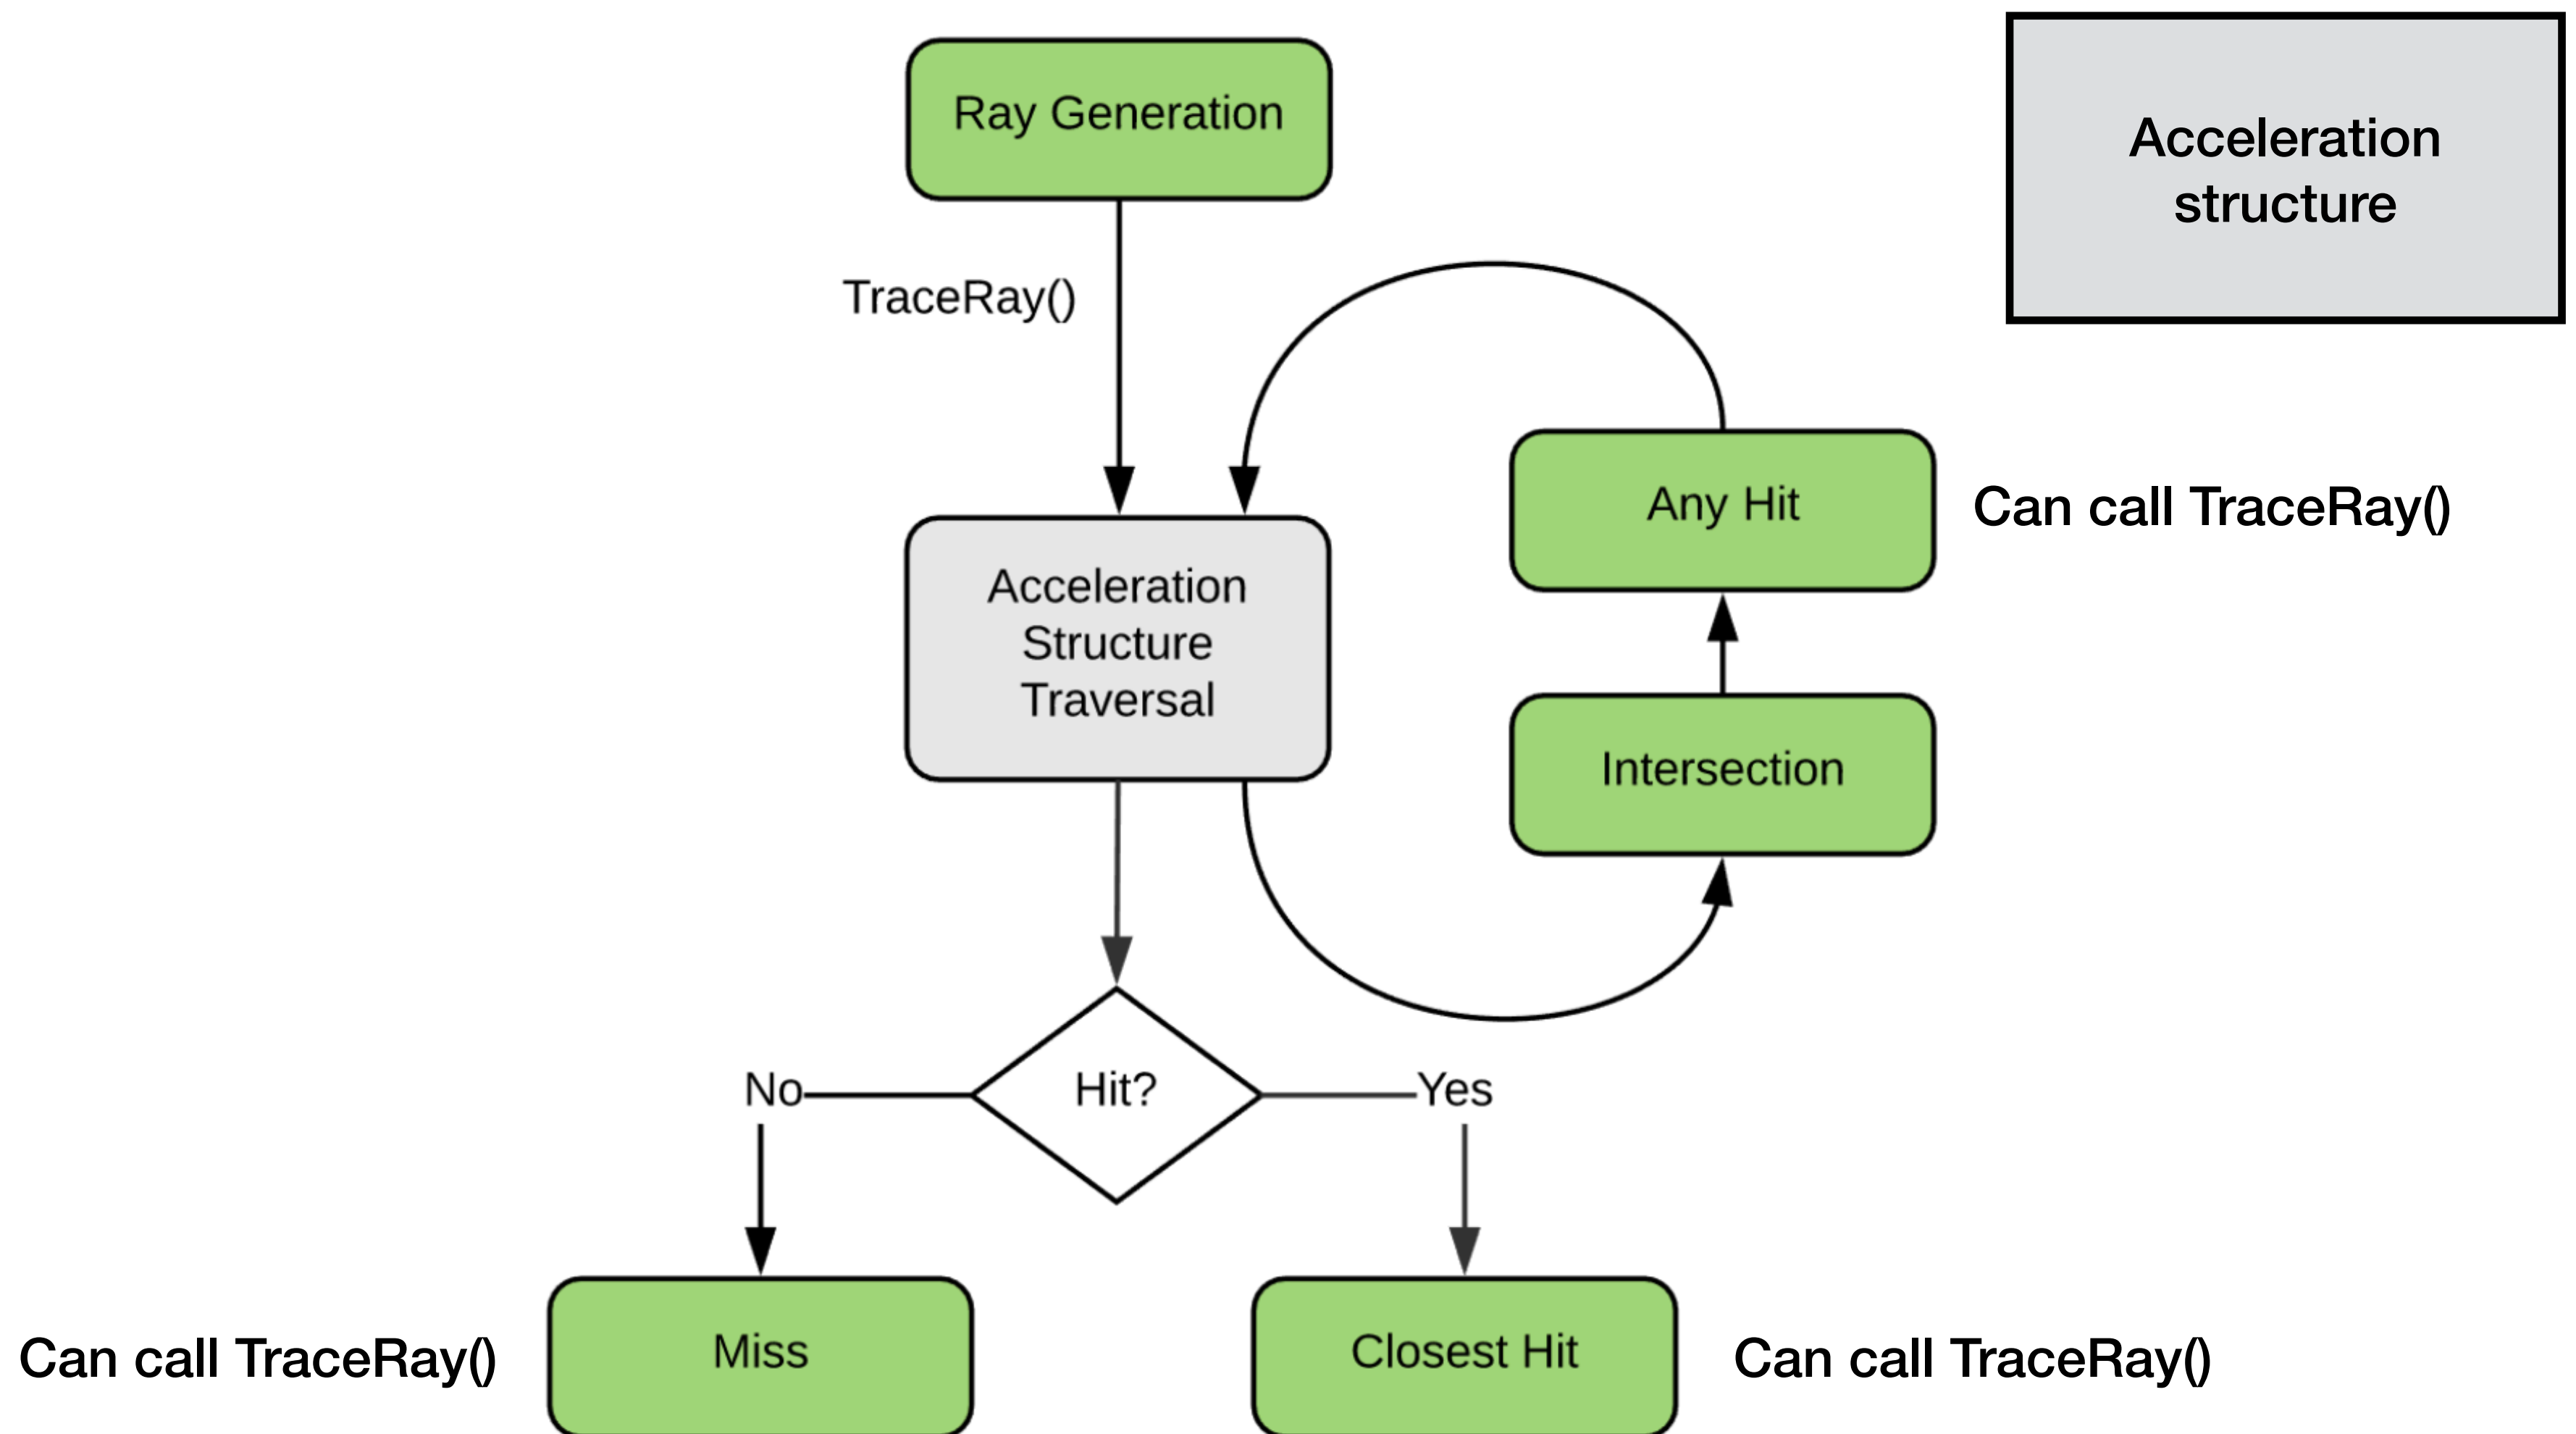 Ray Generation
Acceleration
structure
TraceRay()
Any Hit
Can call TraceRay()
Acceleration
Structure
Traversal
Intersection
No
Hit?
Yes
Can call TraceRay()
Miss
Closest Hit
Can call TraceRay()